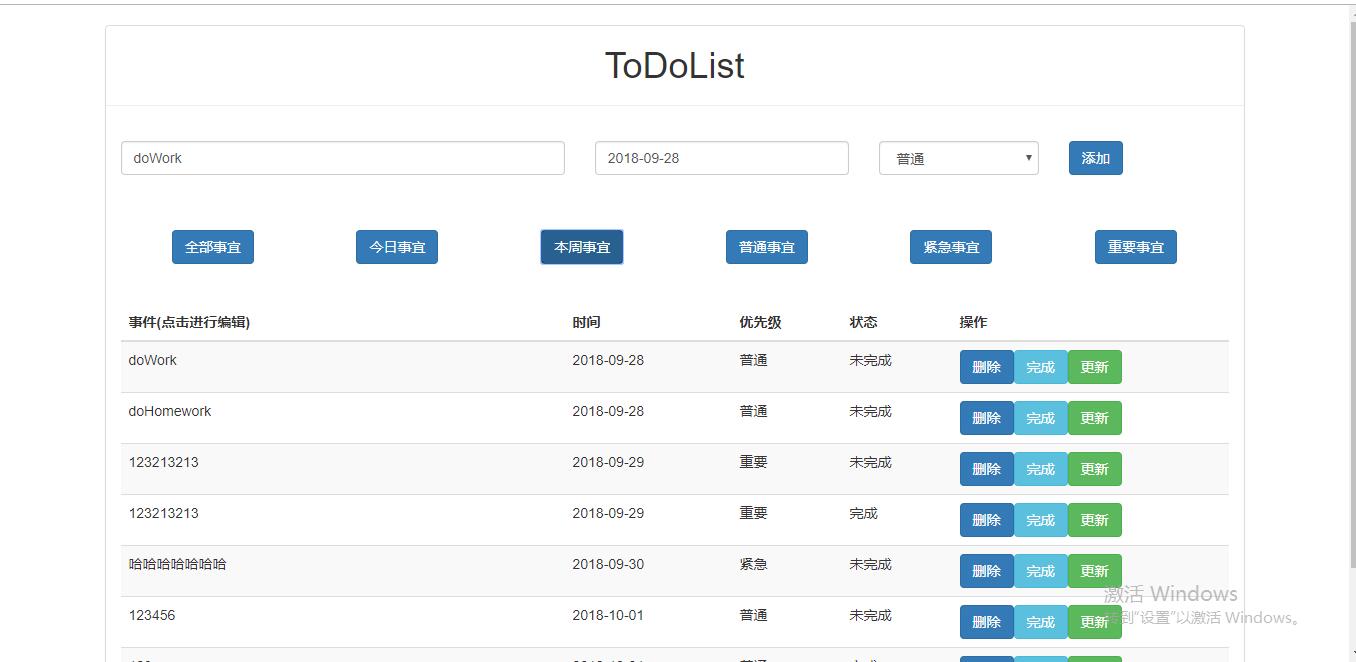 ToDoList
doWork 2018-09-28 普通 添加
全部事宜 今日事宜 本周事宜 普通事宜 紧急事宜 重要事宜
事件(点击进行编辑) 时间 优先级 状态 操作
doWork 2018-09-28 普通 未完成 删除 完成 更新
doHomework 2018-09-28 普通 未完成 删除 完成 更新
123213213 2018-09-29 重要 未完成 删除 完成 更新
123213213 2018-09-29 重要 完成 删除 完成 更新
哈哈哈哈哈哈哈 2018-09-30 紧急 未完成 删除 完成 更新
激活 Windows
123456 2018-10-01 普通 未完成 删除 完成 更新
转到"设置"以激活 Windows。